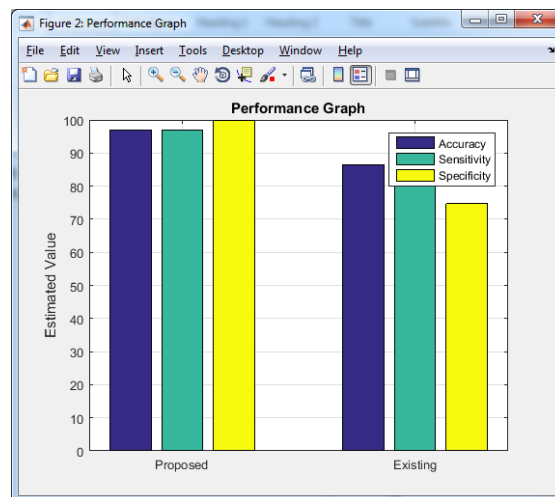 Figure 2: Performance Graph
File Edit View Insert Tools Desktop Window Help
Performance Graph
100
90
80
70
60
50
40
30
20
10
0
Estimated Value
Accuracy
Sensitivity
Specificity
Proposed Existing